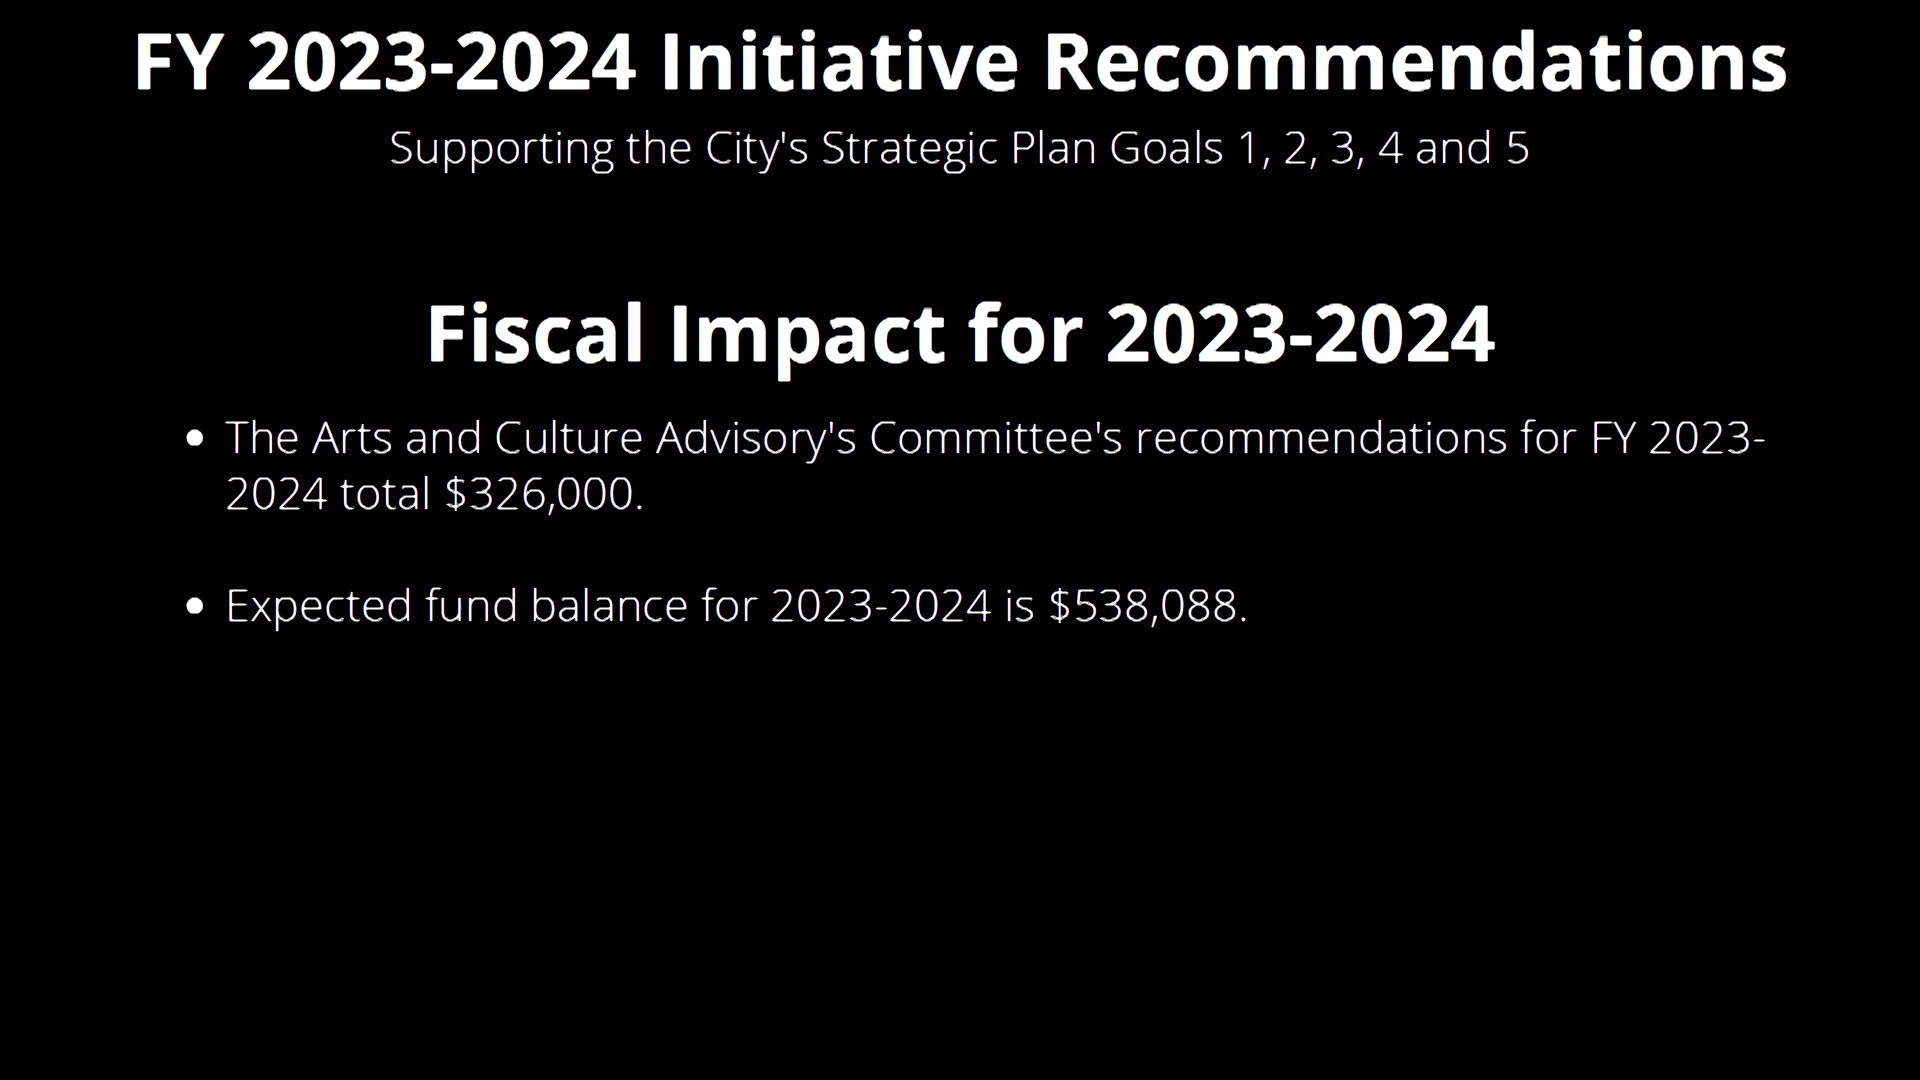 FY 2023-2024 Initiative Recommendations
Supporting the City's Strategic Plan Goals 1, 2, 3, 4 and 5
Fiscal Impact for 2023-2024
• The Arts and Culture Advisory's Committee's recommendations for FY 2023-
2024 total $326,000.
• Expected fund balance for 2023-2024 is $538,088.